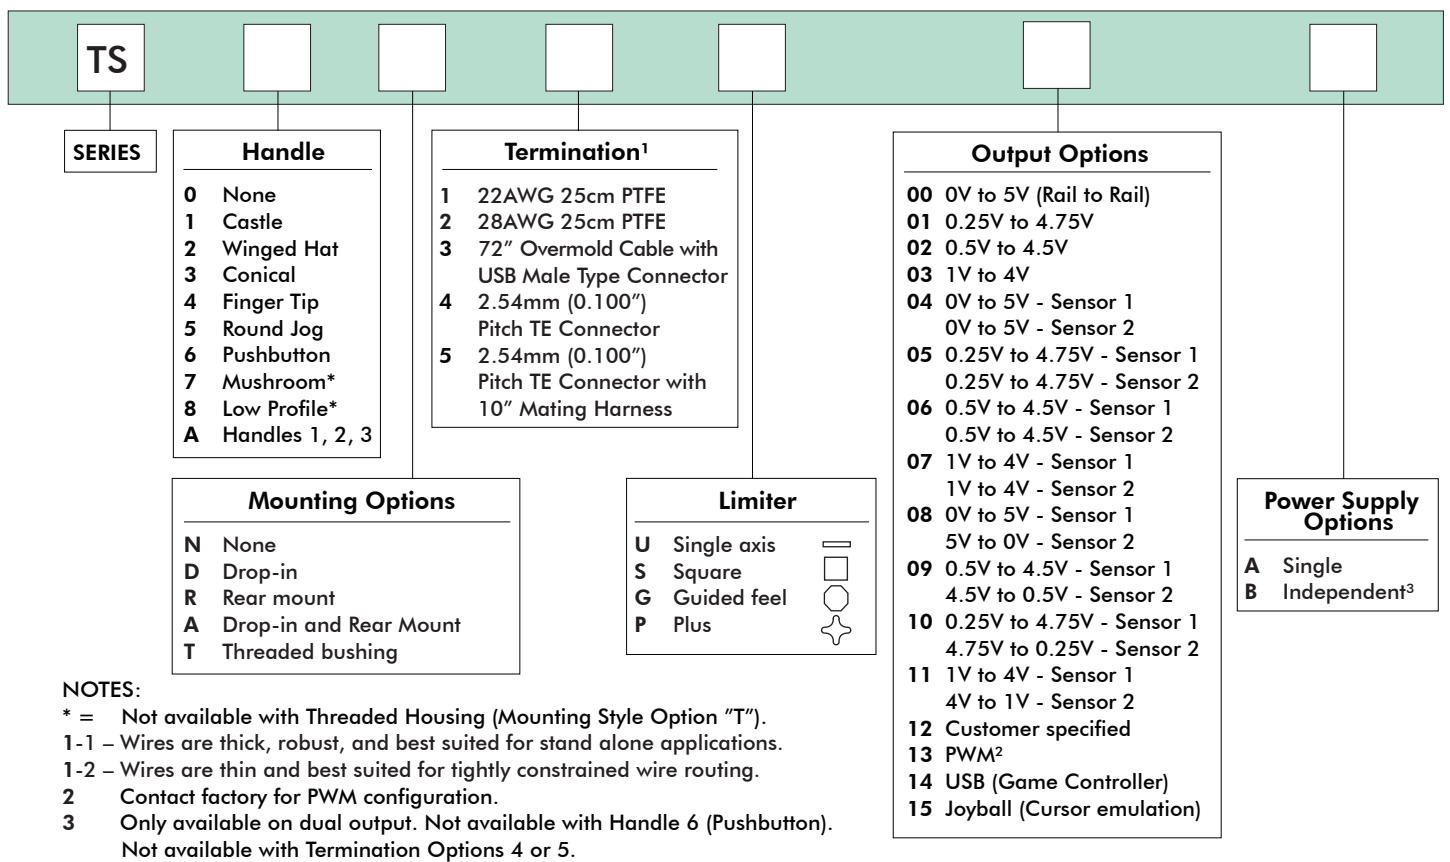 TS
SERIES
Handle
0 None
1 Castle
2 Winged Hat
3 Conical
4 Finger Tip
5 Round Jog
6 Pushbutton
7 Mushroom*
8 Low Profile*
A Handles 1, 2, 3
Mounting Options
N None
D Drop-in
R Rear mount
A Drop-in and Rear Mount
T Threaded bushing
Termination¹
1 22AWG 25cm PTFE
2 28AWG 25cm PTFE
3 72″ Overmold Cable with
USB Male Type Connector
4 2.54mm (0.100″)
Pitch TE Connector
5 2.54mm (0.100″)
Pitch TE Connector with
10″ Mating Harness
Limiter
U Single axis
S Square
G Guided feel
P Plus
Output Options
00 0V to 5V (Rail to Rail)
01 0.25V to 4.75V
02 0.5V to 4.5V
03 1V to 4V
04 0V to 5V - Sensor 1
0V to 5V - Sensor 2
05 0.25V to 4.75V - Sensor 1
0.25V to 4.75V - Sensor 2
06 0.5V to 4.5V - Sensor 1
0.5V to 4.5V - Sensor 2
07 1V to 4V - Sensor 1
1V to 4V - Sensor 2
08 0V to 5V - Sensor 1
5V to 0V - Sensor 2
09 0.5V to 4.5V - Sensor 1
4.5V to 0.5V - Sensor 2
10 0.25V to 4.75V - Sensor 1
4.75V to 0.25V - Sensor 2
11 1V to 4V - Sensor 1
4V to 1V - Sensor 2
12 Customer specified
13 PWM²
14 USB (Game Controller)
15 Joyball (Cursor emulation)
Power Supply
Options
A Single
B Independent³
NOTES:
* = Not available with Threaded Housing (Mounting Style Option ″T″).
1-1 – Wires are thick, robust, and best suited for stand alone applications.
1-2 – Wires are thin and best suited for tightly constrained wire routing.
2 Contact factory for PWM configuration.
3 Only available on dual output. Not available with Handle 6 (Pushbutton).
Not available with Termination Options 4 or 5.